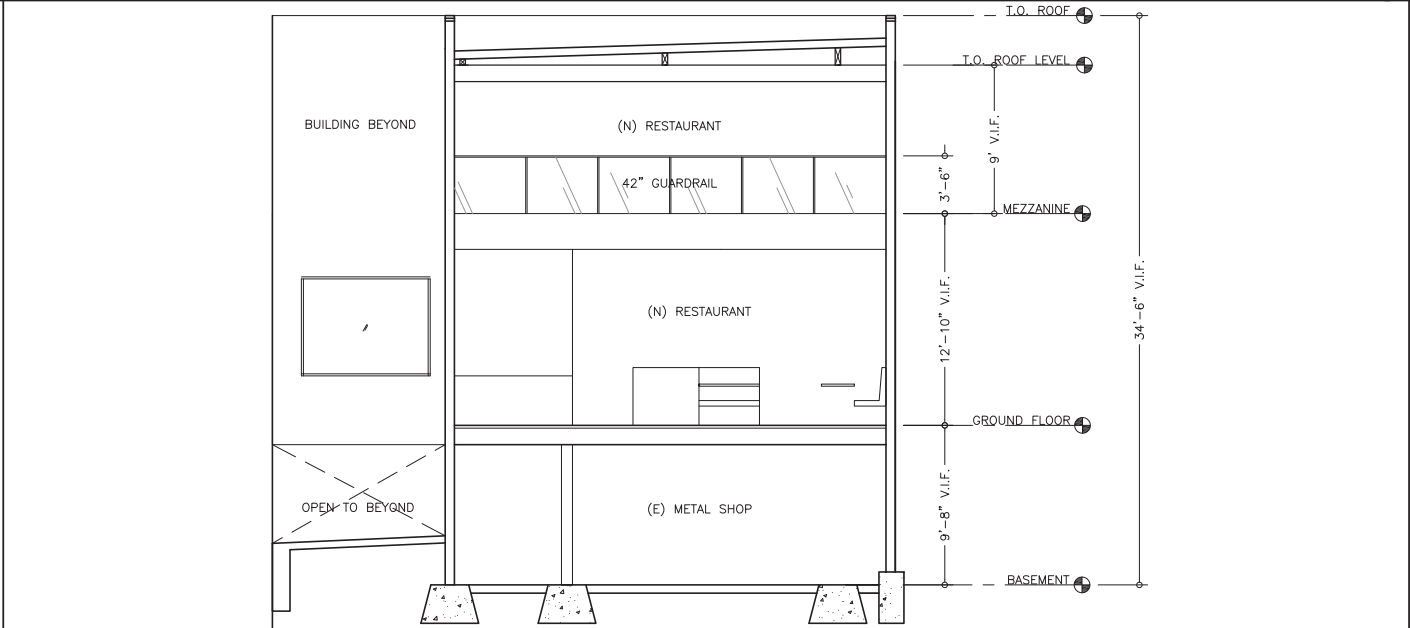 T.O. ROOF
T.O. ROOF LEVEL
BUILDING BEYOND
(N) RESTAURANT
9' V.I.F.
42" GUARDRAIL
3'-6"
MEZZANINE
(N) RESTAURANT
12'-10" V.I.F.
34'-6" V.I.F.
GROUND FLOOR
OPEN TO BEYOND
(E) METAL SHOP
9'-8" V.I.F.
BASEMENT